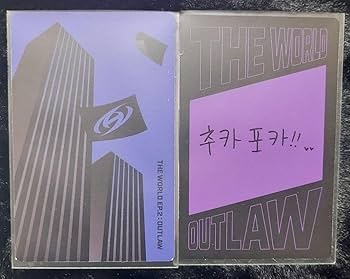 THE WORLD EP.2 : OUTLAW
THE WORLD
추카 포카!!
OUTLAW